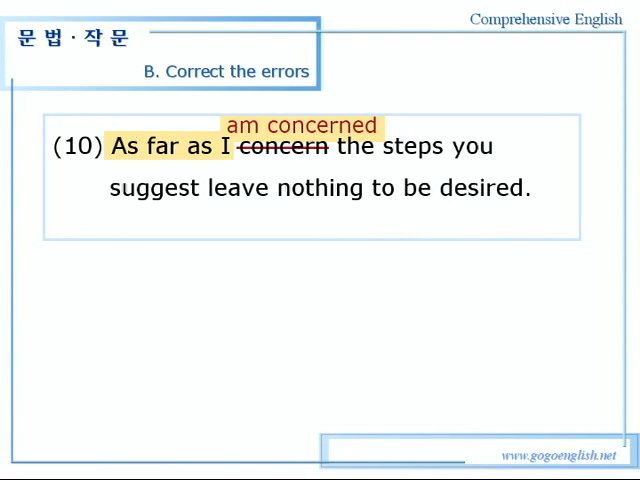 Comprehensive English
문 법 · 작 문
B. Correct the errors
am concerned
(10) As far as I concern the steps you
suggest leave nothing to be desired.
www.gogoenglish.net